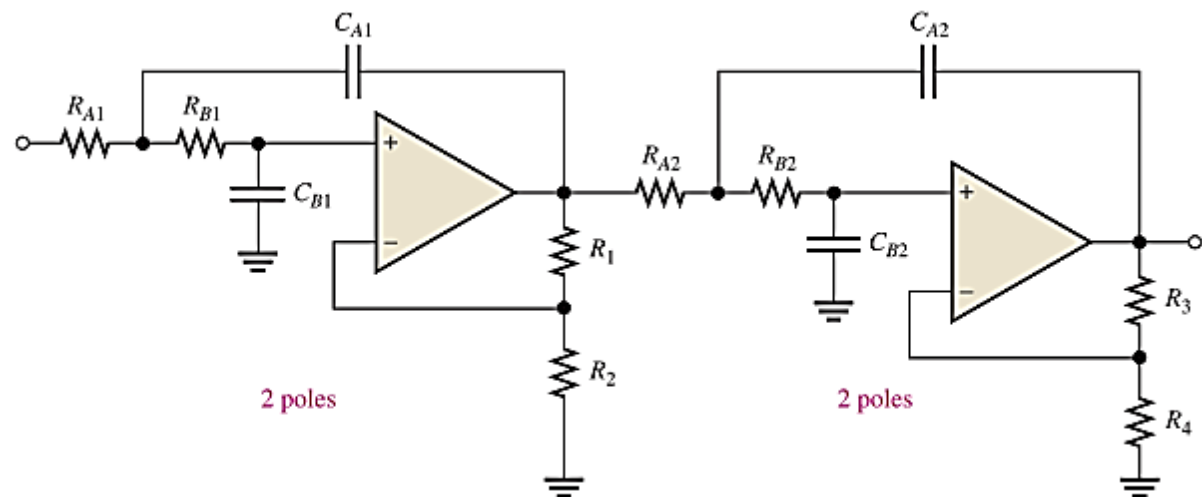 C_A1
C_A2
R_A1
R_B1
+
C_B1
−
R_1
R_2
2 poles
R_A2
R_B2
+
C_B2
−
R_3
R_4
2 poles